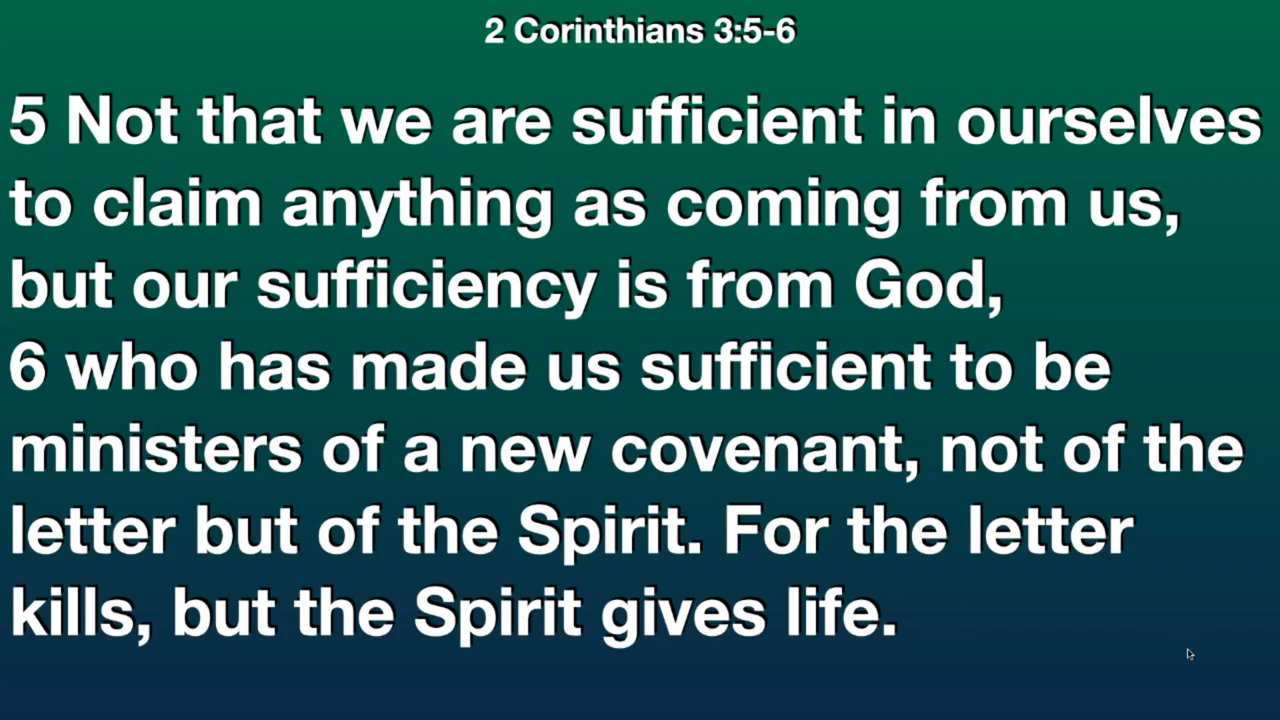 2 Corinthians 3:5-6
5 Not that we are sufficient in ourselves
to claim anything as coming from us,
but our sufficiency is from God,
6 who has made us sufficient to be
ministers of a new covenant, not of the
letter but of the Spirit. For the letter
kills, but the Spirit gives life.